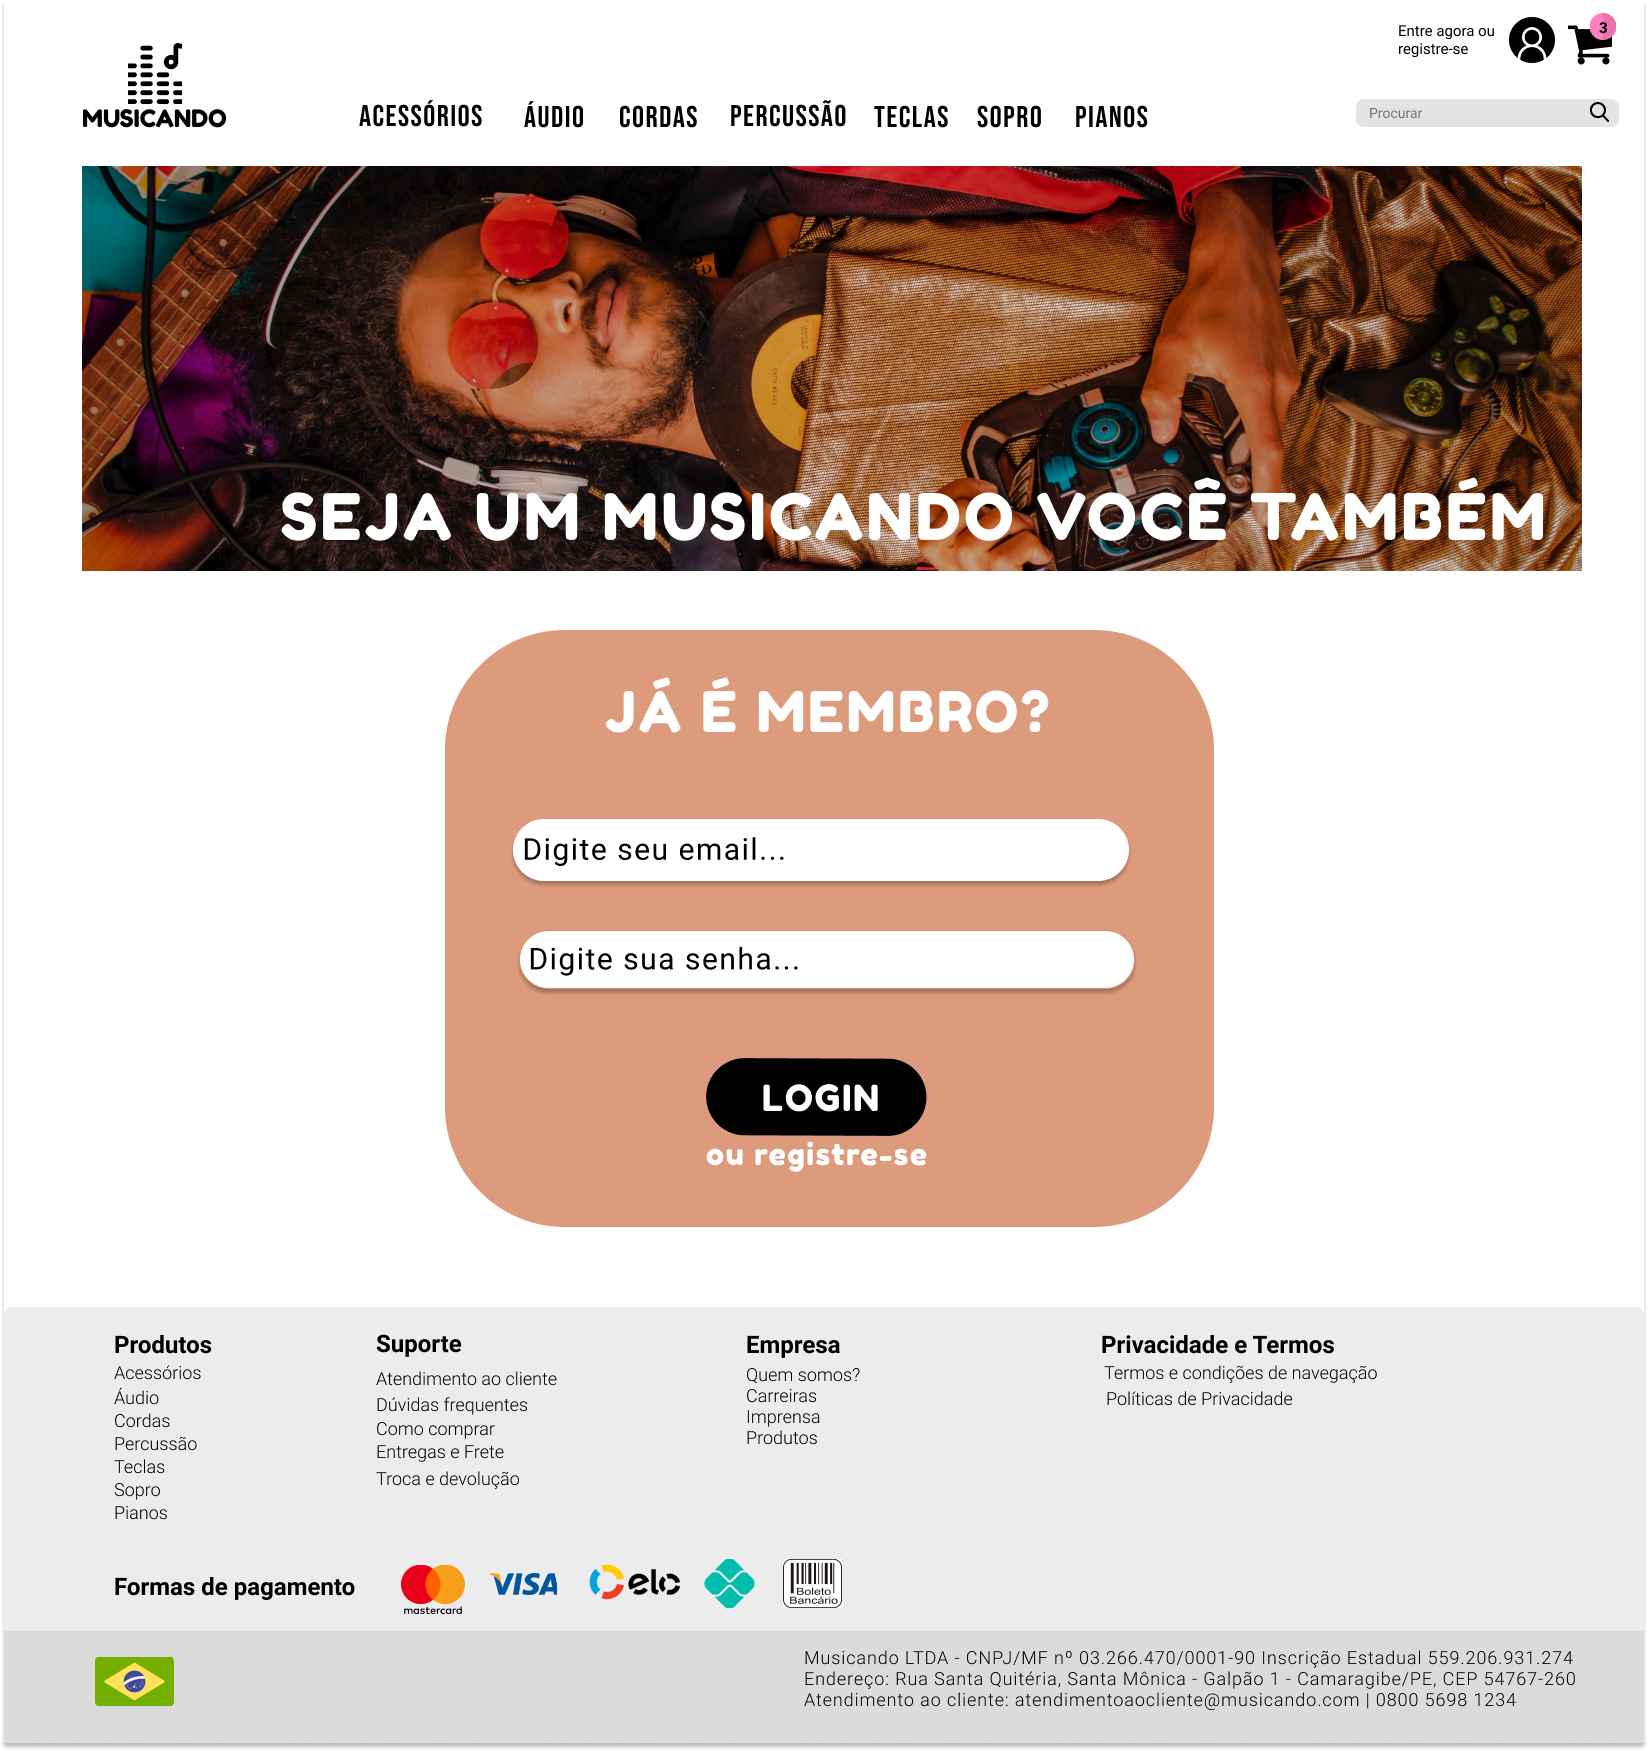 Entre agora ou
registre-se
3
MUSICANDO
ACESSÓRIOS ÁUDIO CORDAS PERCUSSÃO TECLAS SOPRO PIANOS
Procurar
SEJA UM MUSICANDO VOCÊ TAMBÉM
JÁ É MEMBRO?
Digite seu email...
Digite sua senha...
LOGIN
ou registre-se
Produtos
Acessórios
Áudio
Cordas
Percussão
Teclas
Sopro
Pianos
Suporte
Atendimento ao cliente
Dúvidas frequentes
Como comprar
Entregas e Frete
Troca e devolução
Empresa
Quem somos?
Carreiras
Imprensa
Produtos
Privacidade e Termos
Termos e condições de navegação
Políticas de Privacidade
Formas de pagamento
mastercard
VISA
elo
Boleto
Bancário
Musicando LTDA - CNPJ/MF nº 03.266.470/0001-90 Inscrição Estadual 559.206.931.274
Endereço: Rua Santa Quitéria, Santa Mônica - Galpão 1 - Camaragibe/PE, CEP 54767-260
Atendimento ao cliente: atendimentoaocliente@musicando.com | 0800 5698 1234